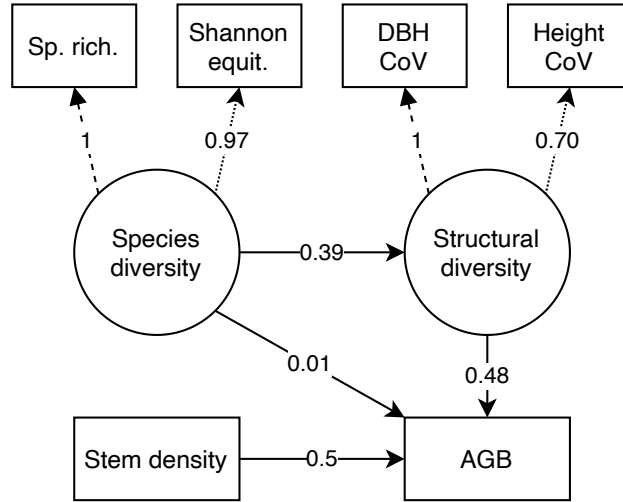 Sp. rich.
Shannon
equit.
DBH
CoV
Height
CoV
1
0.97
1
0.70
Species
diversity
0.39
Structural
diversity
0.01
0.48
Stem density
0.5
AGB